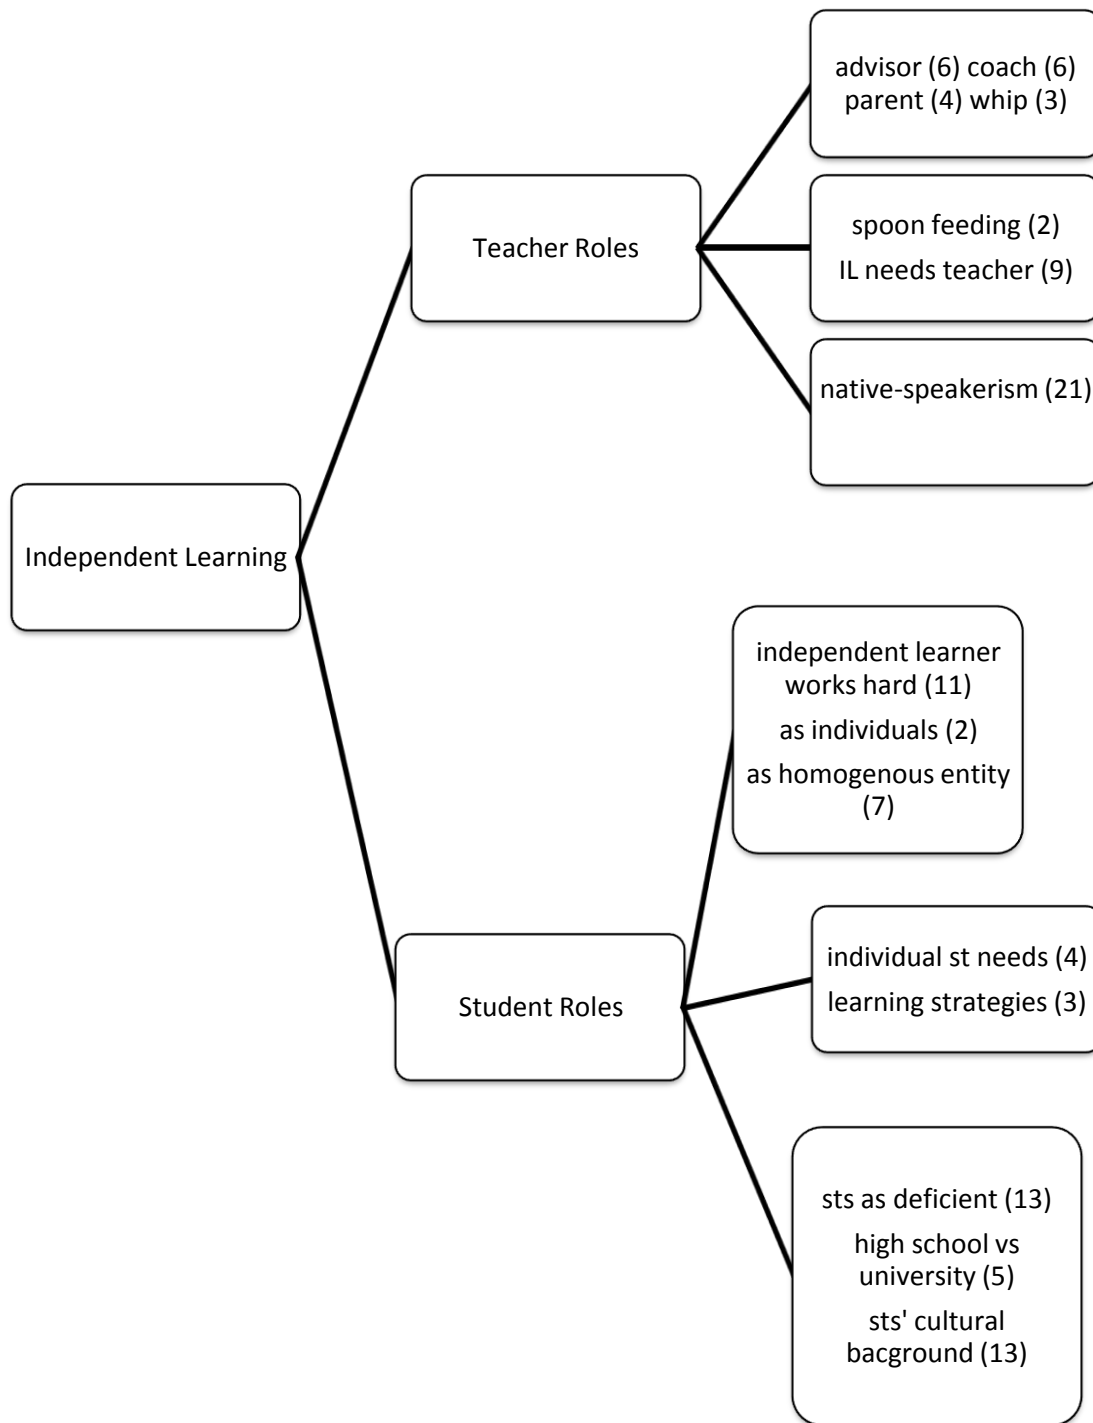 Independent Learning
Teacher Roles
advisor (6) coach (6)
parent (4) whip (3)
spoon feeding (2)
IL needs teacher (9)
native-speakerism (21)
Student Roles
independent learner
works hard (11)
as individuals (2)
as homogenous entity
(7)
individual st needs (4)
learning strategies (3)
sts as deficient (13)
high school vs
university (5)
sts' cultural
bacground (13)